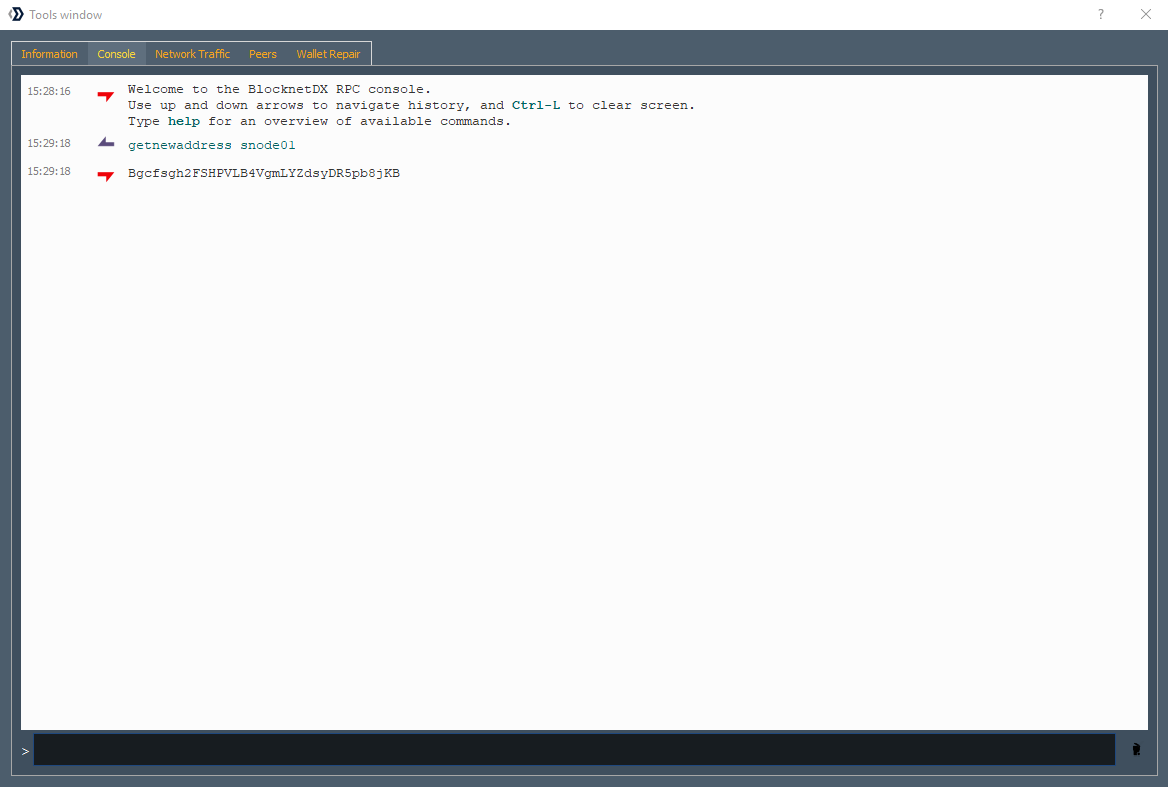 Tools window
?
Information Console Network Traffic Peers Wallet Repair
15:28:16 Welcome to the BlocknetDX RPC console.
Use up and down arrows to navigate history, and Ctrl-L to clear screen.
Type help for an overview of available commands.
15:29:18 getnewaddress snode01
15:29:18 Bgcfsgh2FSHPVLB4VgmLYZdsyDR5pb8jKB
>